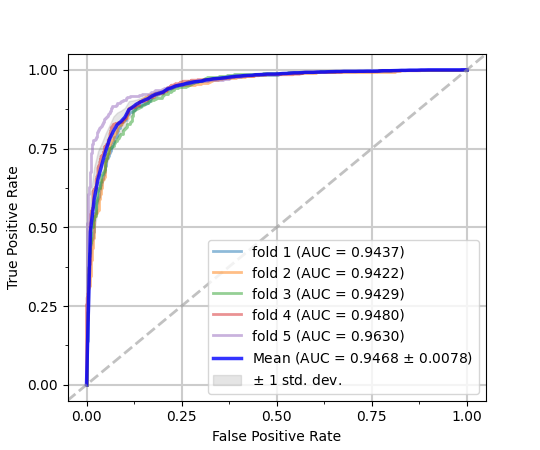 1.00
0.75
0.50
0.25
0.00
True Positive Rate
fold 1 (AUC = 0.9437)
fold 2 (AUC = 0.9422)
fold 3 (AUC = 0.9429)
fold 4 (AUC = 0.9480)
fold 5 (AUC = 0.9630)
Mean (AUC = 0.9468 ± 0.0078)
± 1 std. dev.
0.00 0.25 0.50 0.75 1.00
False Positive Rate